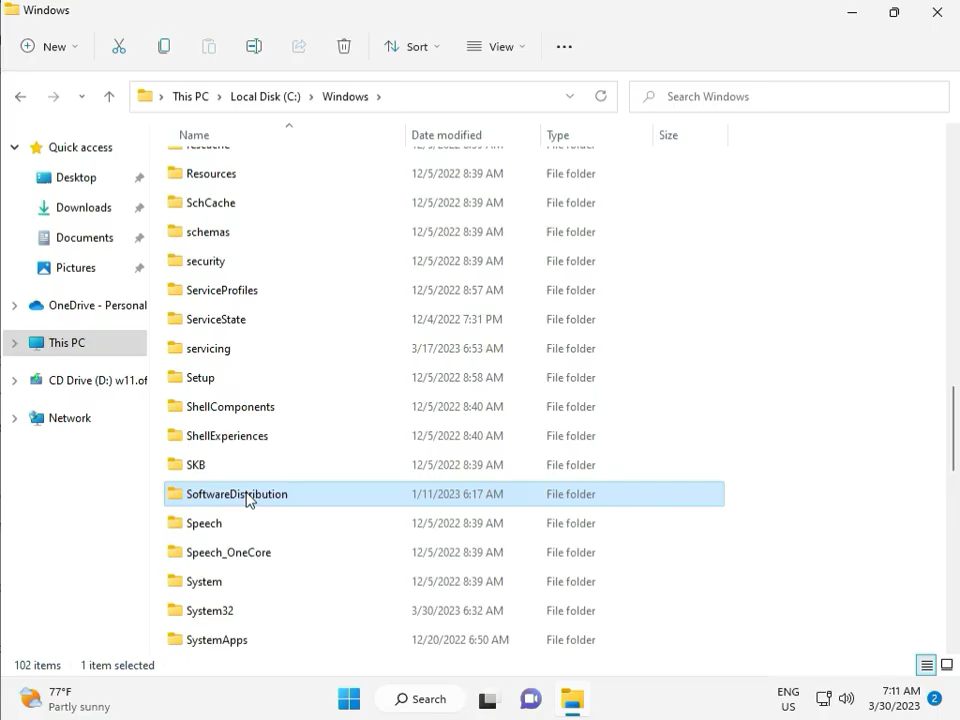 Windows
New
Sort
View
This PC > Local Disk (C:) > Windows >
Search Windows
Name Date modified Type Size
Quick access
Desktop
Downloads
Documents
Pictures
OneDrive - Personal
This PC
CD Drive (D:) w11.of
Network
Resources 12/5/2022 8:39 AM File folder
SchCache 12/5/2022 8:39 AM File folder
schemas 12/5/2022 8:39 AM File folder
security 12/5/2022 8:39 AM File folder
ServiceProfiles 12/5/2022 8:57 AM File folder
ServiceState 12/4/2022 7:31 PM File folder
servicing 3/17/2023 6:53 AM File folder
Setup 12/5/2022 8:58 AM File folder
ShellComponents 12/5/2022 8:40 AM File folder
ShellExperiences 12/5/2022 8:40 AM File folder
SKB 12/5/2022 8:39 AM File folder
SoftwareDistribution 1/11/2023 6:17 AM File folder
Speech 12/5/2022 8:39 AM File folder
Speech_OneCore 12/5/2022 8:39 AM File folder
System 12/5/2022 8:39 AM File folder
System32 3/30/2023 6:32 AM File folder
SystemApps 12/20/2022 6:50 AM File folder
102 items 1 item selected
77°F
Partly sunny
Search
ENG
US
7:11 AM
3/30/2023
2